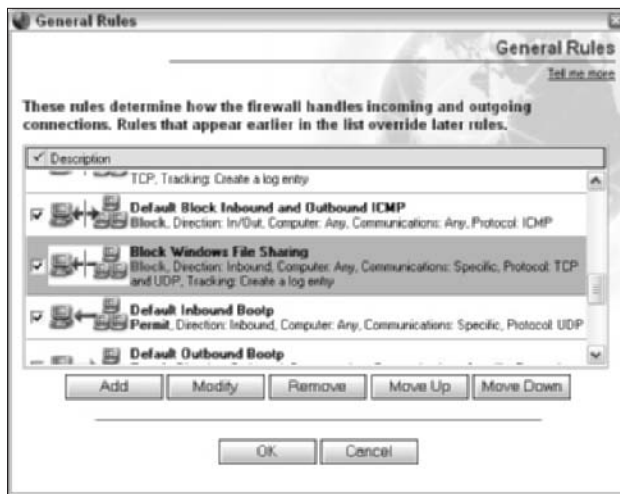 General Rules
General Rules
Tell me more
These rules determine how the firewall handles incoming and outgoing
connections. Rules that appear earlier in the list override later rules.
Description
TCP, Tracking: Create a log entry
Default Block Inbound and Outbound ICMP
Block, Direction: In/Out, Computer: Any, Communications: Any, Protocol: ICMP
Block Windows File Sharing
Block, Direction: Inbound, Computer: Any, Communications: Specific, Protocol: TCP
and UDP, Tracking: Create a log entry
Default Inbound Bootp
Permit, Direction: Inbound, Computer: Any, Communications: Specific, Protocol: UDP
Default Outbound Bootp
Add Modify Remove Move Up Move Down
OK Cancel